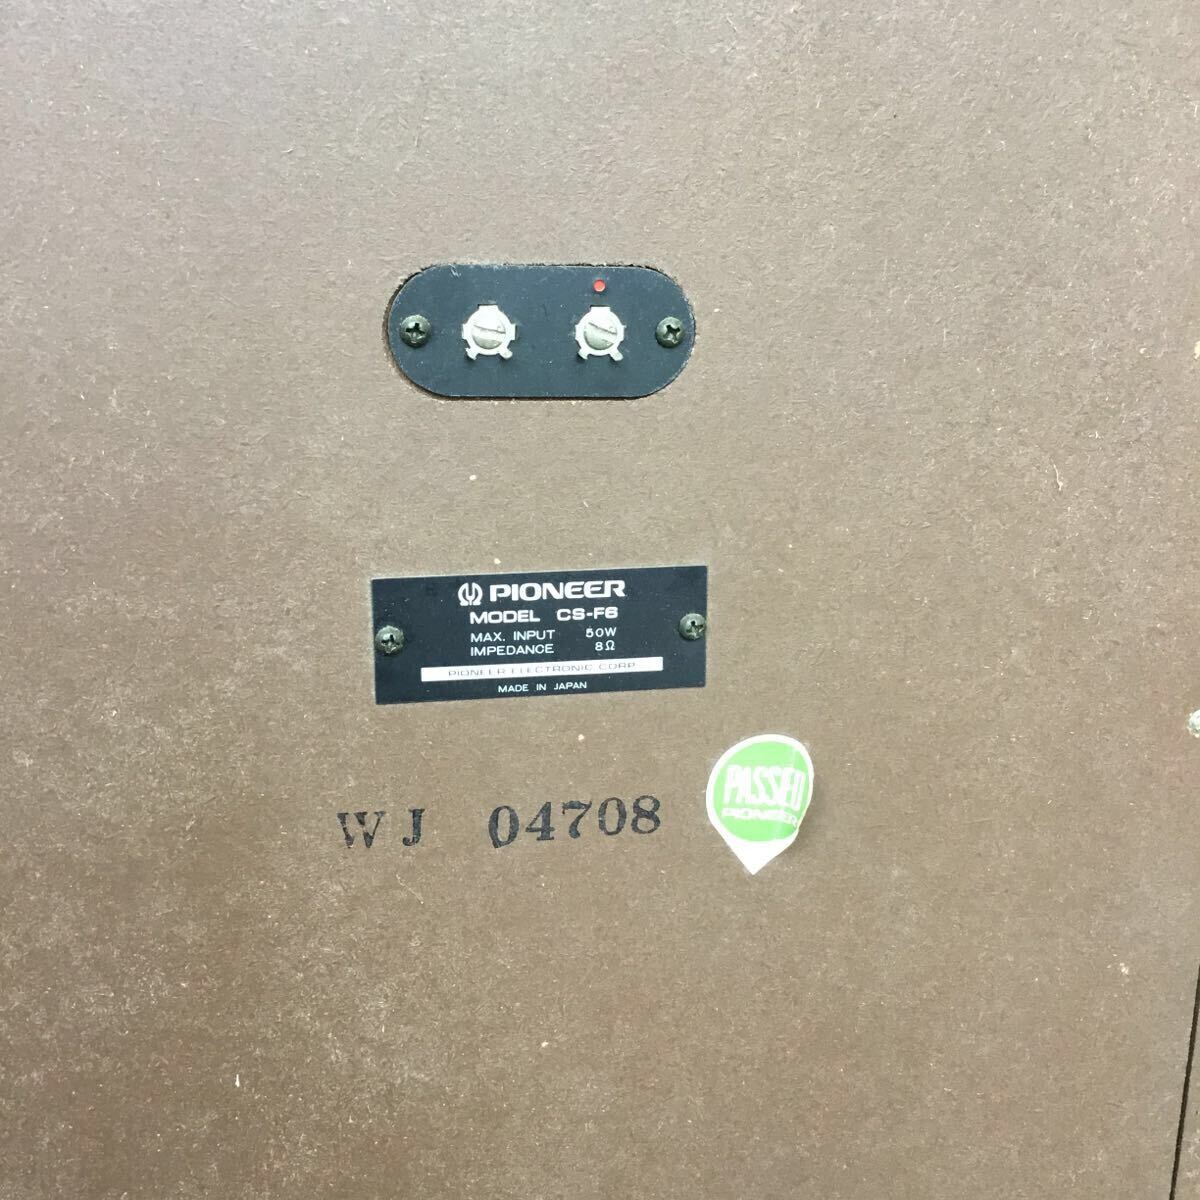 PIONEER
MODEL CS-F6
MAX. INPUT 50W
IMPEDANCE 8Ω
PIONEER ELECTRONIC CORP
MADE IN JAPAN
WJ 04708
PASSED
PIONEER